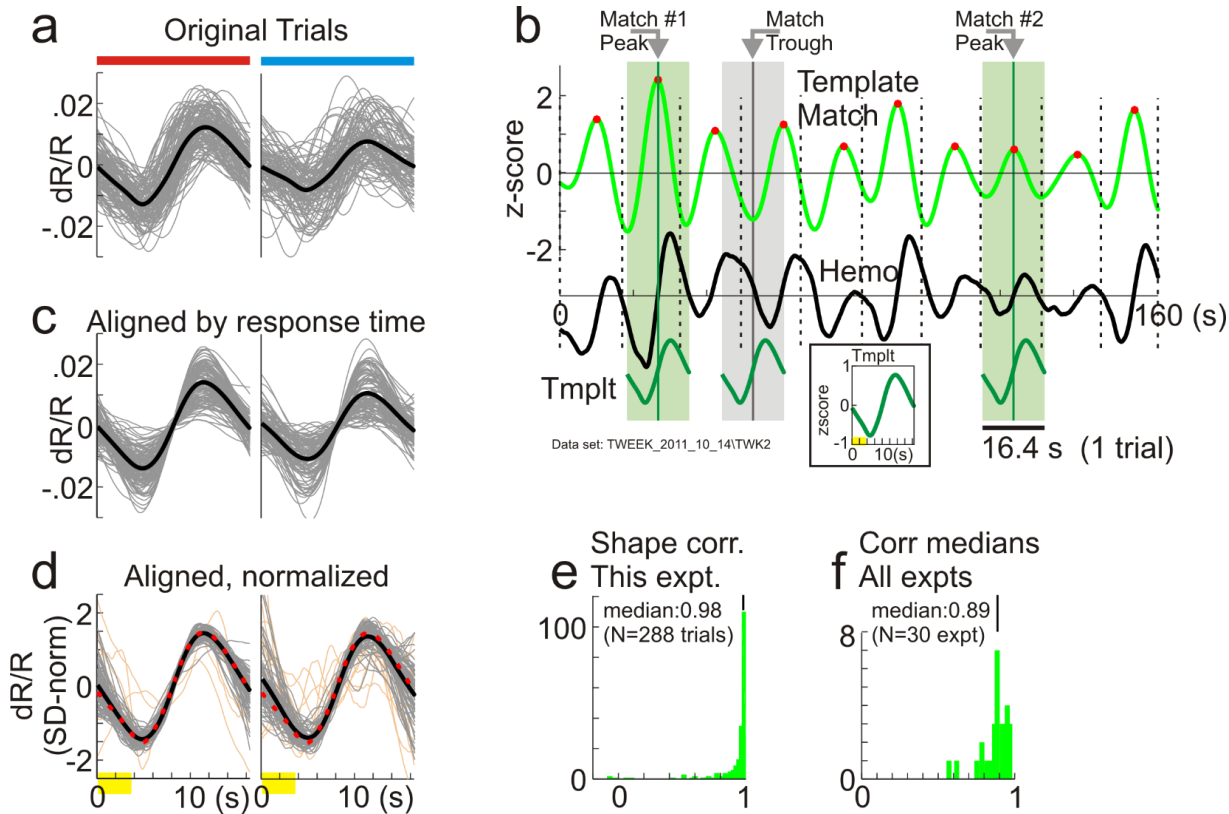 a
Original Trials
.02
0
-.02
dR/R
b
Match #1
Peak
Match
Trough
Match #2
Peak
Template
Match
2
0
-2
z-score
Hemo
0
160 (s)
Tmplt
Tmplt
1
0
-1
zscore
0
10(s)
Data set: TWEEK_2011_10_14\TWK2
16.4 s (1 trial)
c
Aligned by response time
.02
0
-.02
dR/R
d
Aligned, normalized
2
0
-2
dR/R
(SD-norm)
0
10 (s)
0
10 (s)
e
Shape corr.
This expt.
median:0.98
(N=288 trials)
100
0
0
1
f
Corr medians
All expts
median:0.89
(N=30 expt)
8
0
0
1